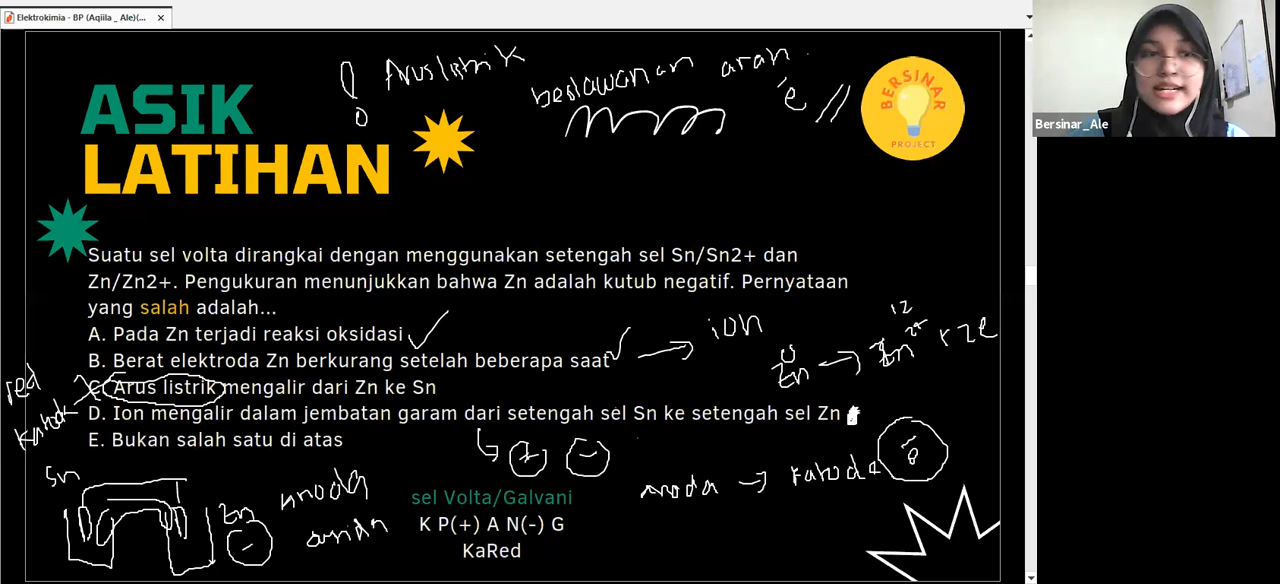 Elektrokimia - BP (Aqiila _ Ale)(...
Arus listrik berlawanan arah e
BERSINAR
PROJECT
Bersinar_Ale
ASIK
LATIHAN
Suatu sel volta dirangkai dengan menggunakan setengah sel Sn/Sn2+ dan
Zn/Zn2+. Pengukuran menunjukkan bahwa Zn adalah kutub negatif. Pernyataan
yang salah adalah...
A. Pada Zn terjadi reaksi oksidasi
B. Berat elektroda Zn berkurang setelah beberapa saat
ion
Zn → Zn2+ + 2e
C. Arus listrik mengalir dari Zn ke Sn
D. Ion mengalir dalam jembatan garam dari setengah sel Sn ke setengah sel Zn
E. Bukan salah satu di atas
red
+ -
anoda → katoda
Sn
Zn
-
anoda
sel Volta/Galvani
K P(+) A N(-) G
KaRed